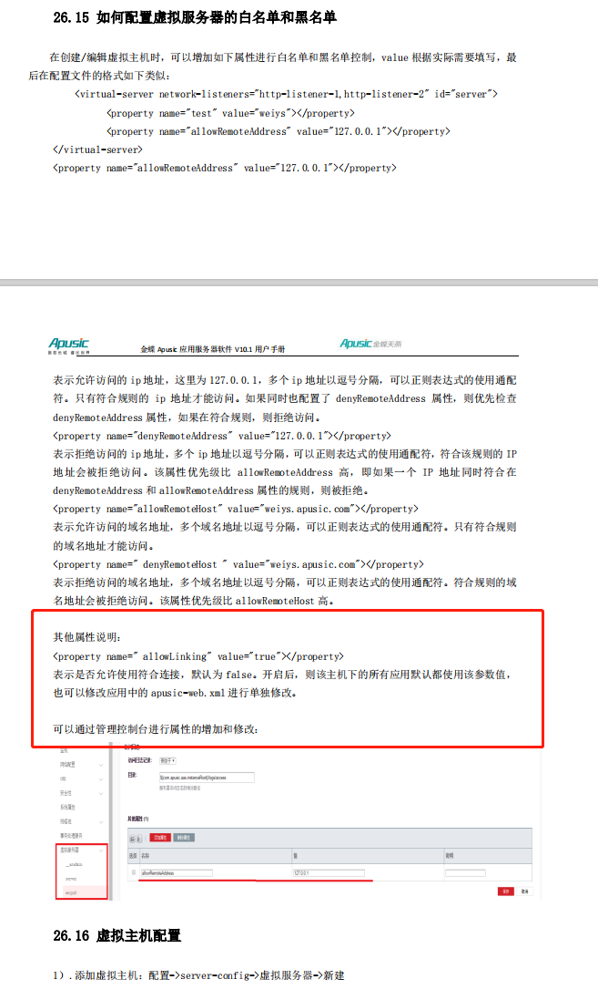 26.15 如何配置虚拟服务器的白名单和黑名单
在创建/编辑虚拟主机时，可以增加如下属性进行白名单和黑名单控制，value 根据实际需要填写，最
后在配置文件的格式如下类似：
<virtual-server network-listeners="http-listener-1,http-listener-2" id="server">
<property name="test" value="weiys"></property>
<property name="allowRemoteAddress" value="127.0.0.1"></property>
</virtual-server>
<property name="allowRemoteAddress" value="127.0.0.1"></property>
Apusic
金蝶 Apusic 应用服务器软件 V10.1 用户手册
Apusic 金蝶天燕
表示允许访问的 ip 地址，这里为 127.0.0.1，多个 ip 地址以逗号分隔，可以正则表达式的使用通配
符。只有符合规则的 ip 地址才能访问。如果同时也配置了 denyRemoteAddress 属性，则优先检查
denyRemoteAddress 属性，如果在符合规则，则拒绝访问。
<property name="denyRemoteAddress" value="127.0.0.1"></property>
表示拒绝访问的 ip 地址，多个 ip 地址以逗号分隔，可以正则表达式的使用通配符，符合该规则的 IP
地址会被拒绝访问。该属性优先级比 allowRemoteAddress 高，即如果一个 IP 地址同时符合在
denyRemoteAddress 和 allowRemoteAddress 属性的规则，则被拒绝。
<property name="allowRemoteHost" value="weiys.apusic.com"></property>
表示允许访问的域名地址，多个域名地址以逗号分隔，可以正则表达式的使用通配符。只有符合规则
的域名地址才能访问。
<property name=" denyRemoteHost " value="weiys.apusic.com"></property>
表示拒绝访问的域名地址，多个域名地址以逗号分隔，可以正则表达式的使用通配符。符合规则的域
名地址会被拒绝访问。该属性优先级比 allowRemoteHost 高。
其他属性说明：
<property name=" allowLinking" value="true"></property>
表示是否允许使用符合连接，默认为 false。开启后，则该主机下的所有应用默认都使用该参数值，
也可以修改应用中的 apusic-web.xml 进行单独修改。
可以通过管理控制台进行属性的增加和修改：
安全性
系统属性
虚拟服务器
server
访问日志记录:
目录:
其他属性 (1)
添加属性 删除属性
选择 名称 值 说明
allowRemoteAddress 127.0.0.1
保存 取消
26.16 虚拟主机配置
1）.添加虚拟主机：配置->server-config->虚拟服务器->新建